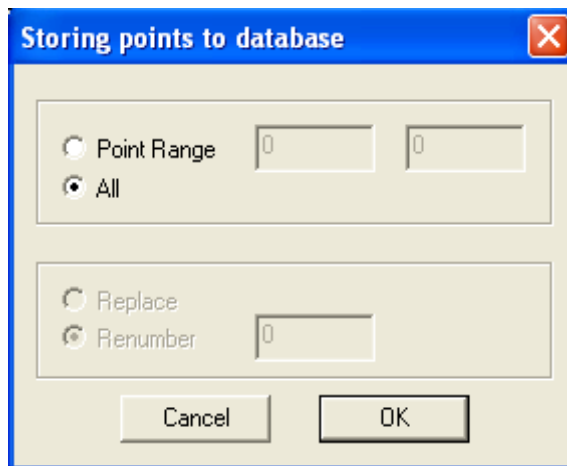 Storing points to database
Point Range 0 0
All
Replace
Renumber 0
Cancel OK